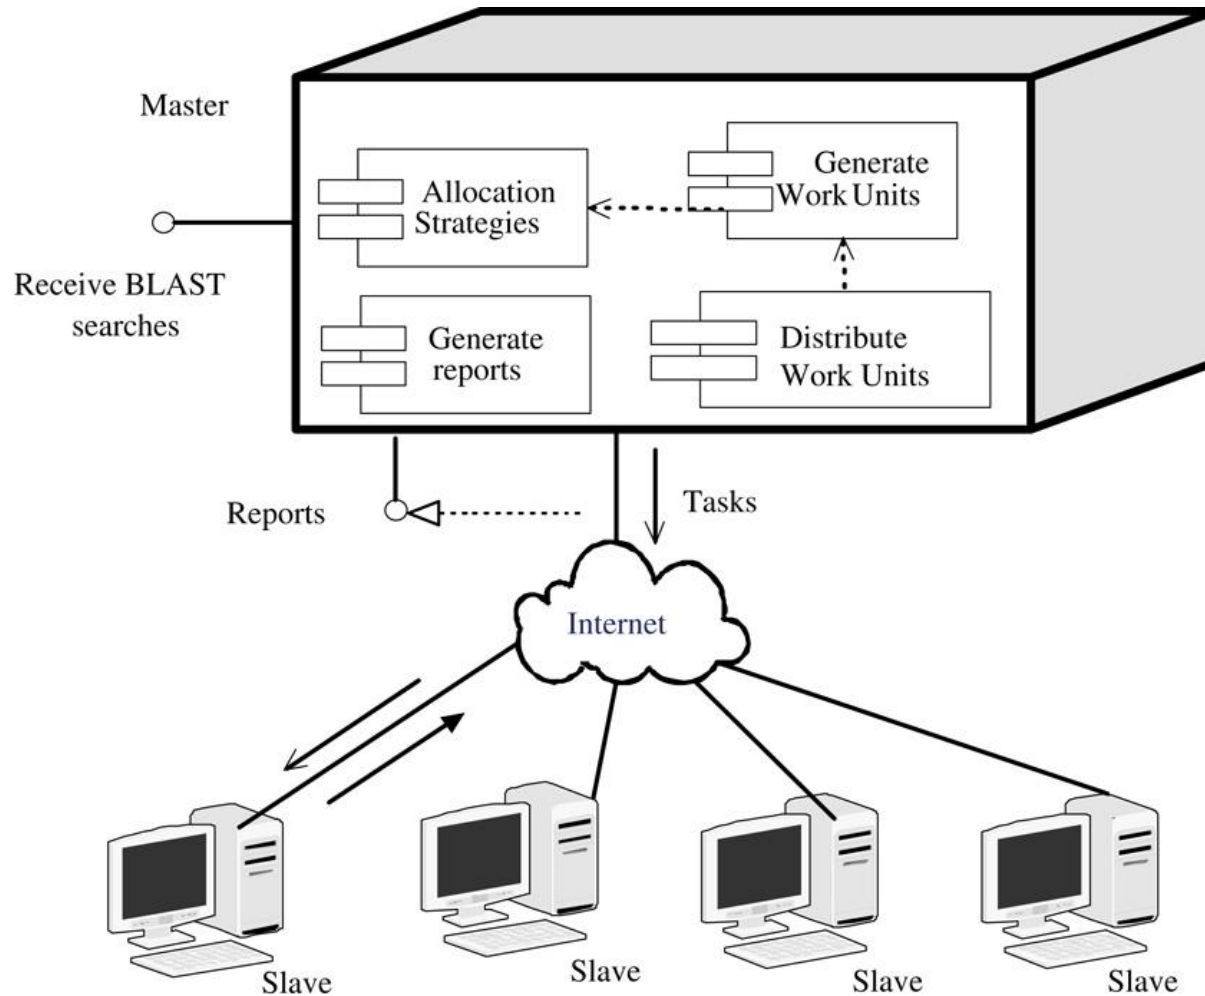 Master
Allocation
Strategies
Generate
Work Units
Receive BLAST
searches
Generate
reports
Distribute
Work Units
Reports
Tasks
Internet
Slave
Slave
Slave
Slave